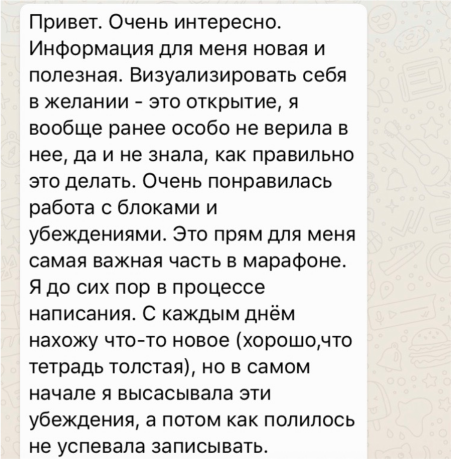 Привет. Очень интересно.
Информация для меня новая и
полезная. Визуализировать себя
в желании - это открытие, я
вообще ранее особо не верила в
нее, да и не знала, как правильно
это делать. Очень понравилась
работа с блоками и
убеждениями. Это прям для меня
самая важная часть в марафоне.
Я до сих пор в процессе
написания. С каждым днём
нахожу что-то новое (хорошо,что
тетрадь толстая), но в самом
начале я высасывала эти
убеждения, а потом как полилось
не успевала записывать.